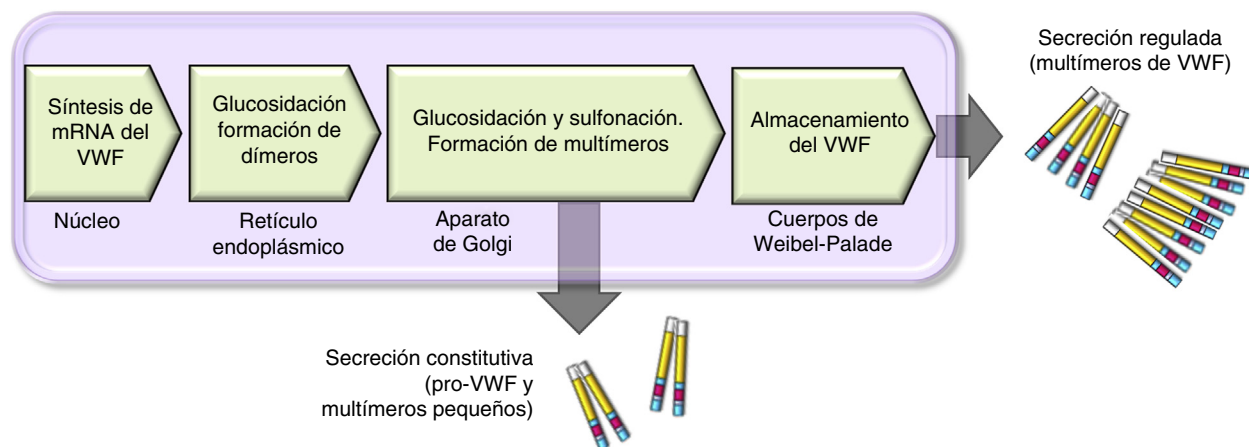 Síntesis de
mRNA del
VWF
Núcleo
Glucosidación
formación de
dímeros
Retículo
endoplásmico
Glucosidación y sulfonación.
Formación de multímeros
Aparato
de Golgi
Almacenamiento
del VWF
Cuerpos de
Weibel-Palade
Secreción regulada
(multímeros de VWF)
Secreción constitutiva
(pro-VWF y
multímeros pequeños)